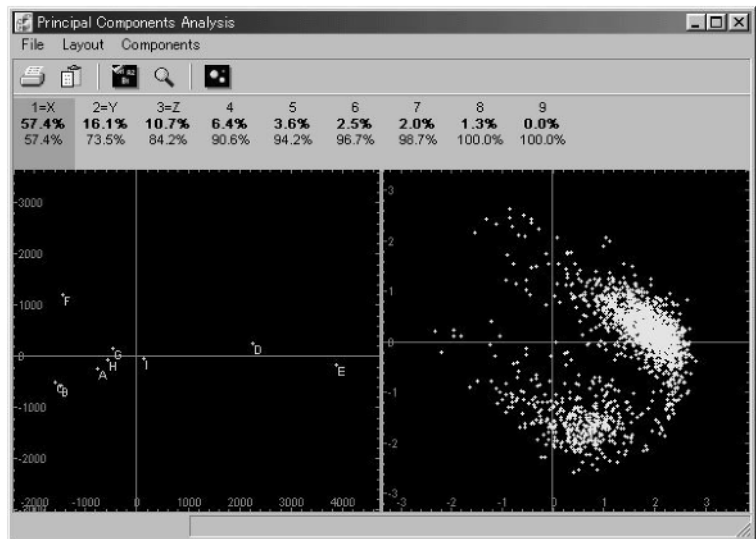 Principal Components Analysis
File Layout Components
1=X 2=Y 3=Z 4 5 6 7 8 9
57.4% 16.1% 10.7% 6.4% 3.6% 2.5% 2.0% 1.3% 0.0%
57.4% 73.5% 84.2% 90.6% 94.2% 96.7% 98.7% 100.0% 100.0%
3000
2000
1000
0
-1000
-2000
-2000 -1000 0 1000 2000 3000 4000
F
G
H
I
A
D
E
3
2
1
0
-1
-2
-3
-3 -2 -1 0 1 2 3